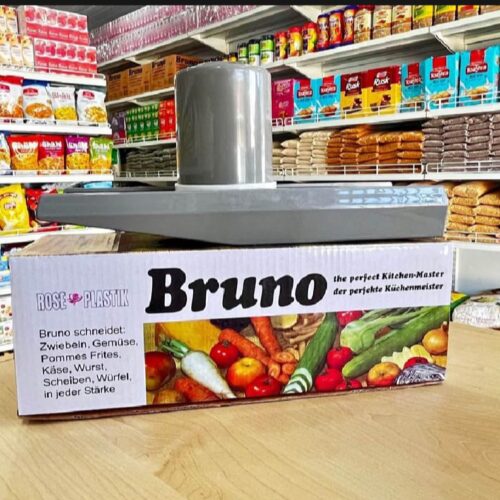 ROSE PLASTIK
Bruno
the perfect Kitchen-Master
der perfekte Küchenmeister
Bruno schneidet:
Zwiebeln, Gemüse,
Pommes Frites,
Käse, Wurst,
Scheiben, Würfel,
in jeder Stärke
Rusk